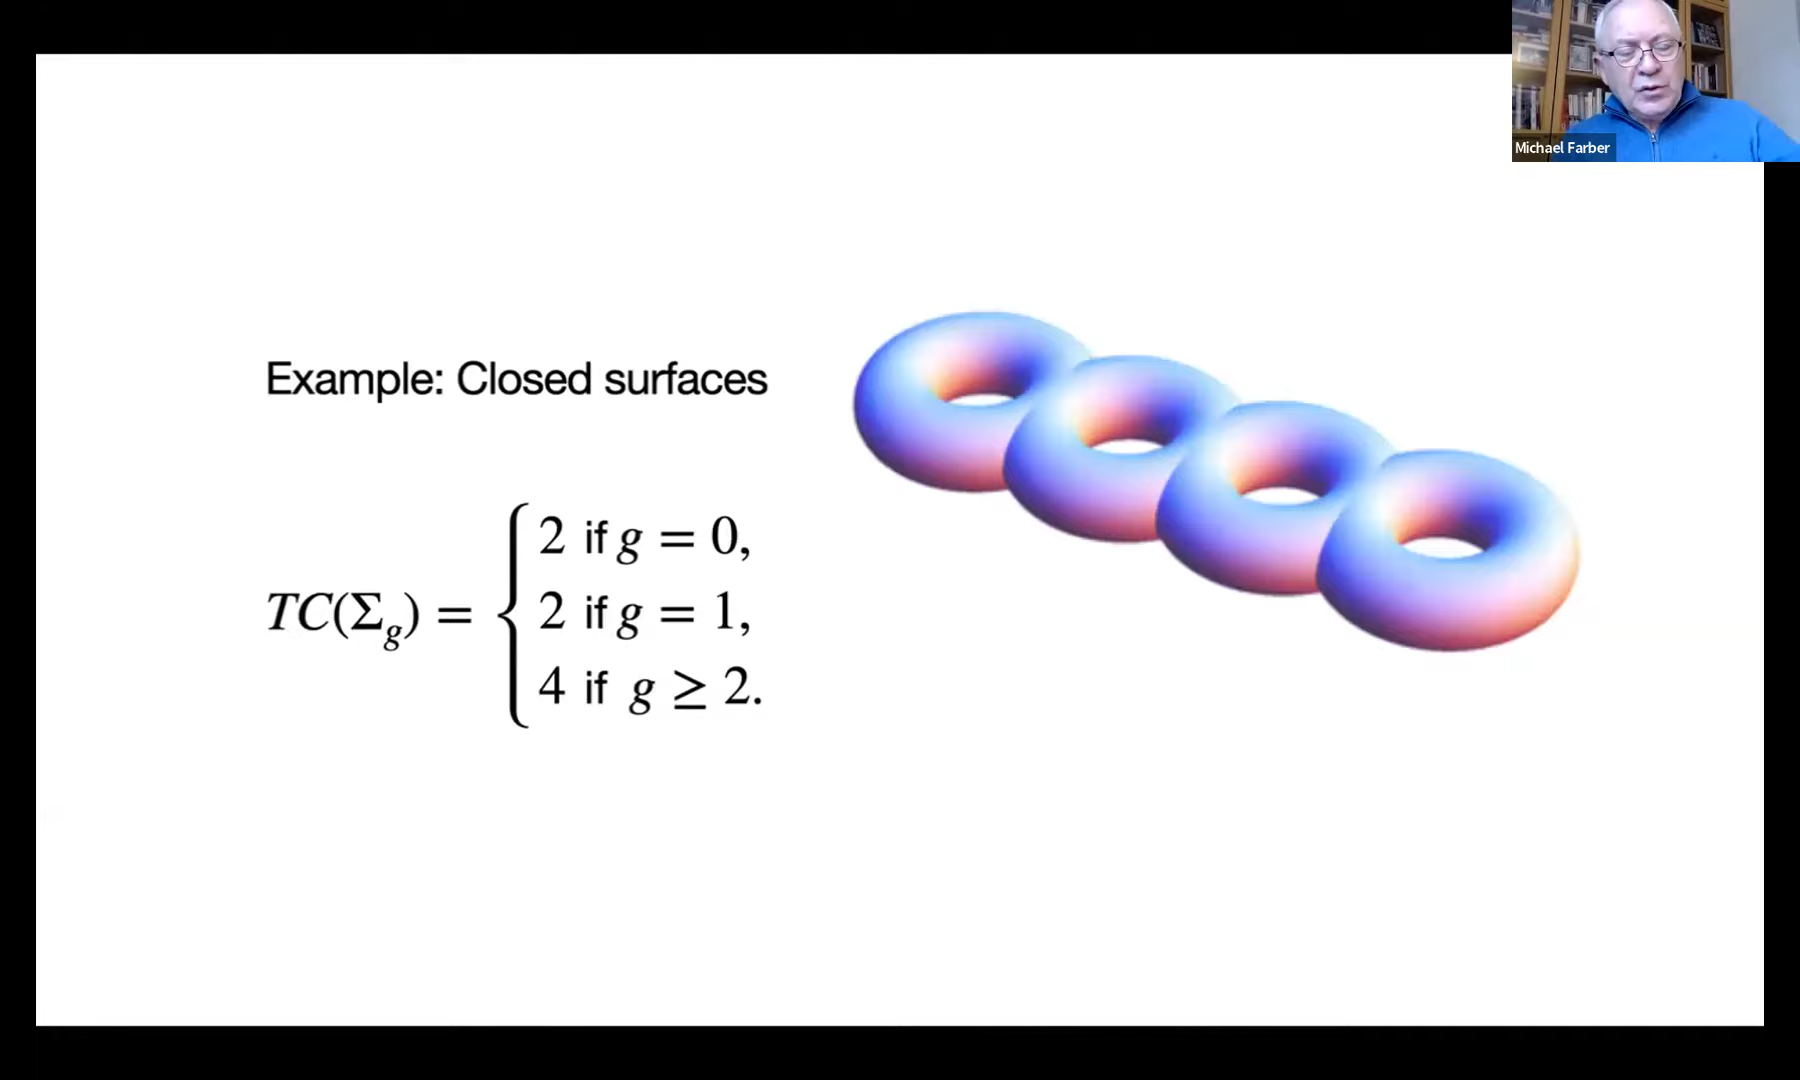 Michael Farber
Example: Closed surfaces
TC(Σ_g) = { 2 if g = 0,
2 if g = 1,
4 if g ≥ 2.